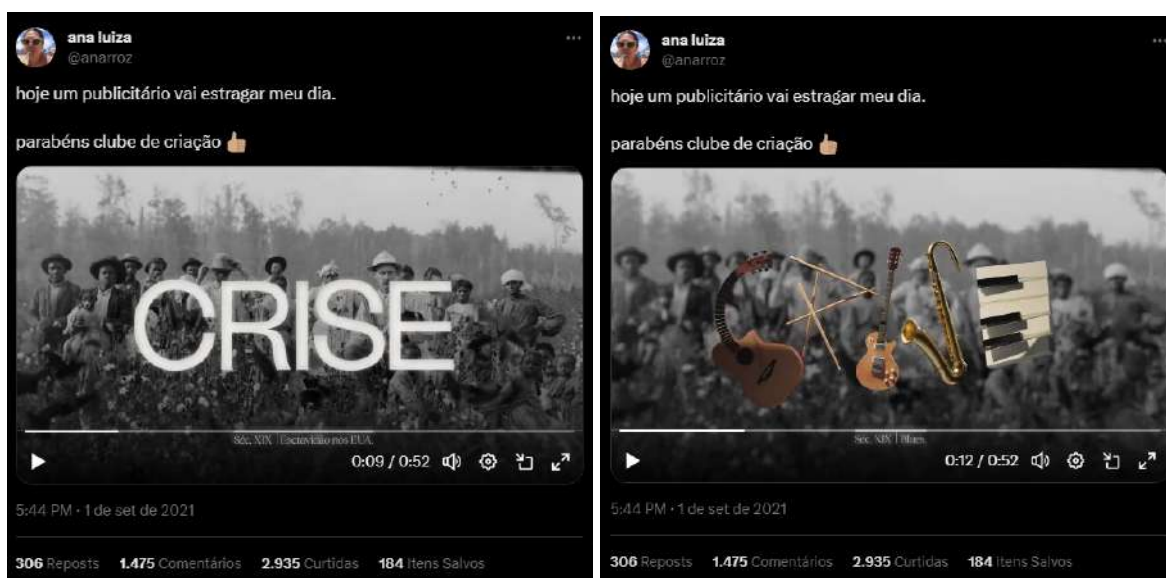 ana luiza
@anarroz
hoje um publicitário vai estragar meu dia.
parabéns clube de criação 👍🏼
CRISE
Séc. XIX | Escravidão nos EUA.
0:09 / 0:52
5:44 PM · 1 de set de 2021
306 Reposts 1.475 Comentários 2.935 Curtidas 184 Itens Salvos
ana luiza
@anarroz
hoje um publicitário vai estragar meu dia.
parabéns clube de criação 👍🏼
Séc. XIX | Blues.
0:12 / 0:52
5:44 PM · 1 de set de 2021
306 Reposts 1.475 Comentários 2.935 Curtidas 184 Itens Salvos